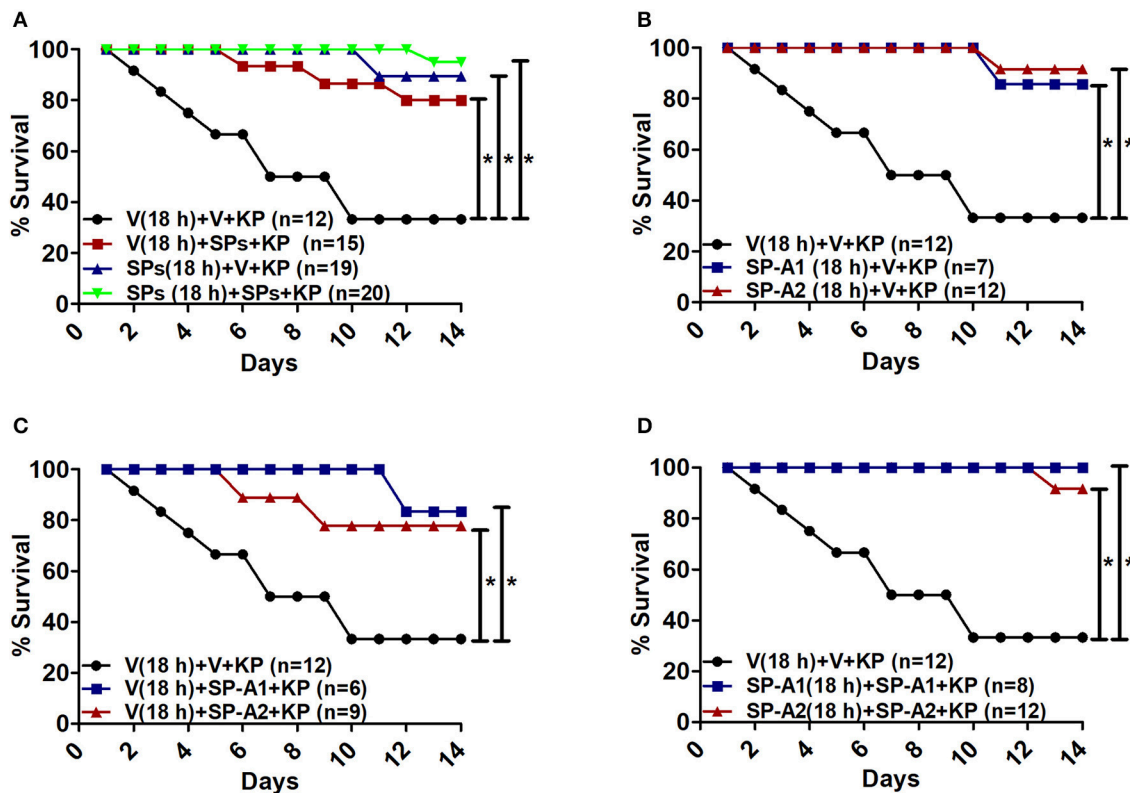 A
% Survival
100
80
60
40
20
0
V(18 h)+V+KP (n=12)
V(18 h)+SPs+KP (n=15)
SPs(18 h)+V+KP (n=19)
SPs (18 h)+SPs+KP (n=20)
* * *
0 2 4 6 8 10 12 14
Days
B
% Survival
100
80
60
40
20
0
V(18 h)+V+KP (n=12)
SP-A1 (18 h)+V+KP (n=7)
SP-A2 (18 h)+V+KP (n=12)
* *
0 2 4 6 8 10 12 14
Days
C
% Survival
100
80
60
40
20
0
V(18 h)+V+KP (n=12)
V(18 h)+SP-A1+KP (n=6)
V(18 h)+SP-A2+KP (n=9)
* *
0 2 4 6 8 10 12 14
Days
D
% Survival
100
80
60
40
20
0
V(18 h)+V+KP (n=12)
SP-A1(18 h)+SP-A1+KP (n=8)
SP-A2(18 h)+SP-A2+KP (n=12)
* *
0 2 4 6 8 10 12 14
Days